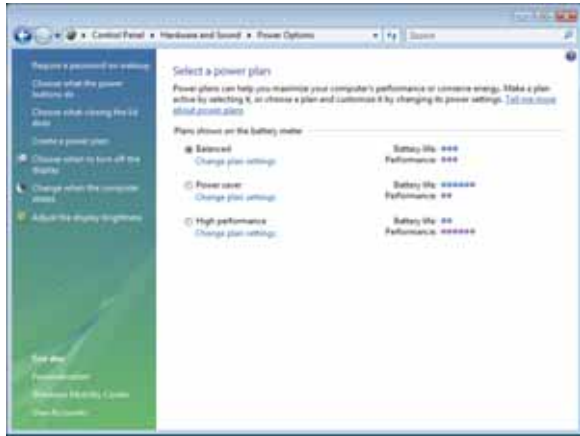 Control Panel ▸ Hardware and Sound ▸ Power Options
Search
Require a password on wakeup
Choose what the power
buttons do
Choose what closing the lid
does
Create a power plan
Choose when to turn off the
display
Change when the computer
sleeps
Adjust the display brightness
See also
Personalization
Windows Mobility Center
User Accounts
Select a power plan
Power plans can help you maximize your computer's performance or conserve energy. Make a plan
active by selecting it, or choose a plan and customize it by changing its power settings. Tell me more
about power plans
Plans shown on the battery meter
Balanced
Change plan settings
Battery life:
Performance:
Power saver
Change plan settings
Battery life:
Performance:
High performance
Change plan settings
Battery life:
Performance: